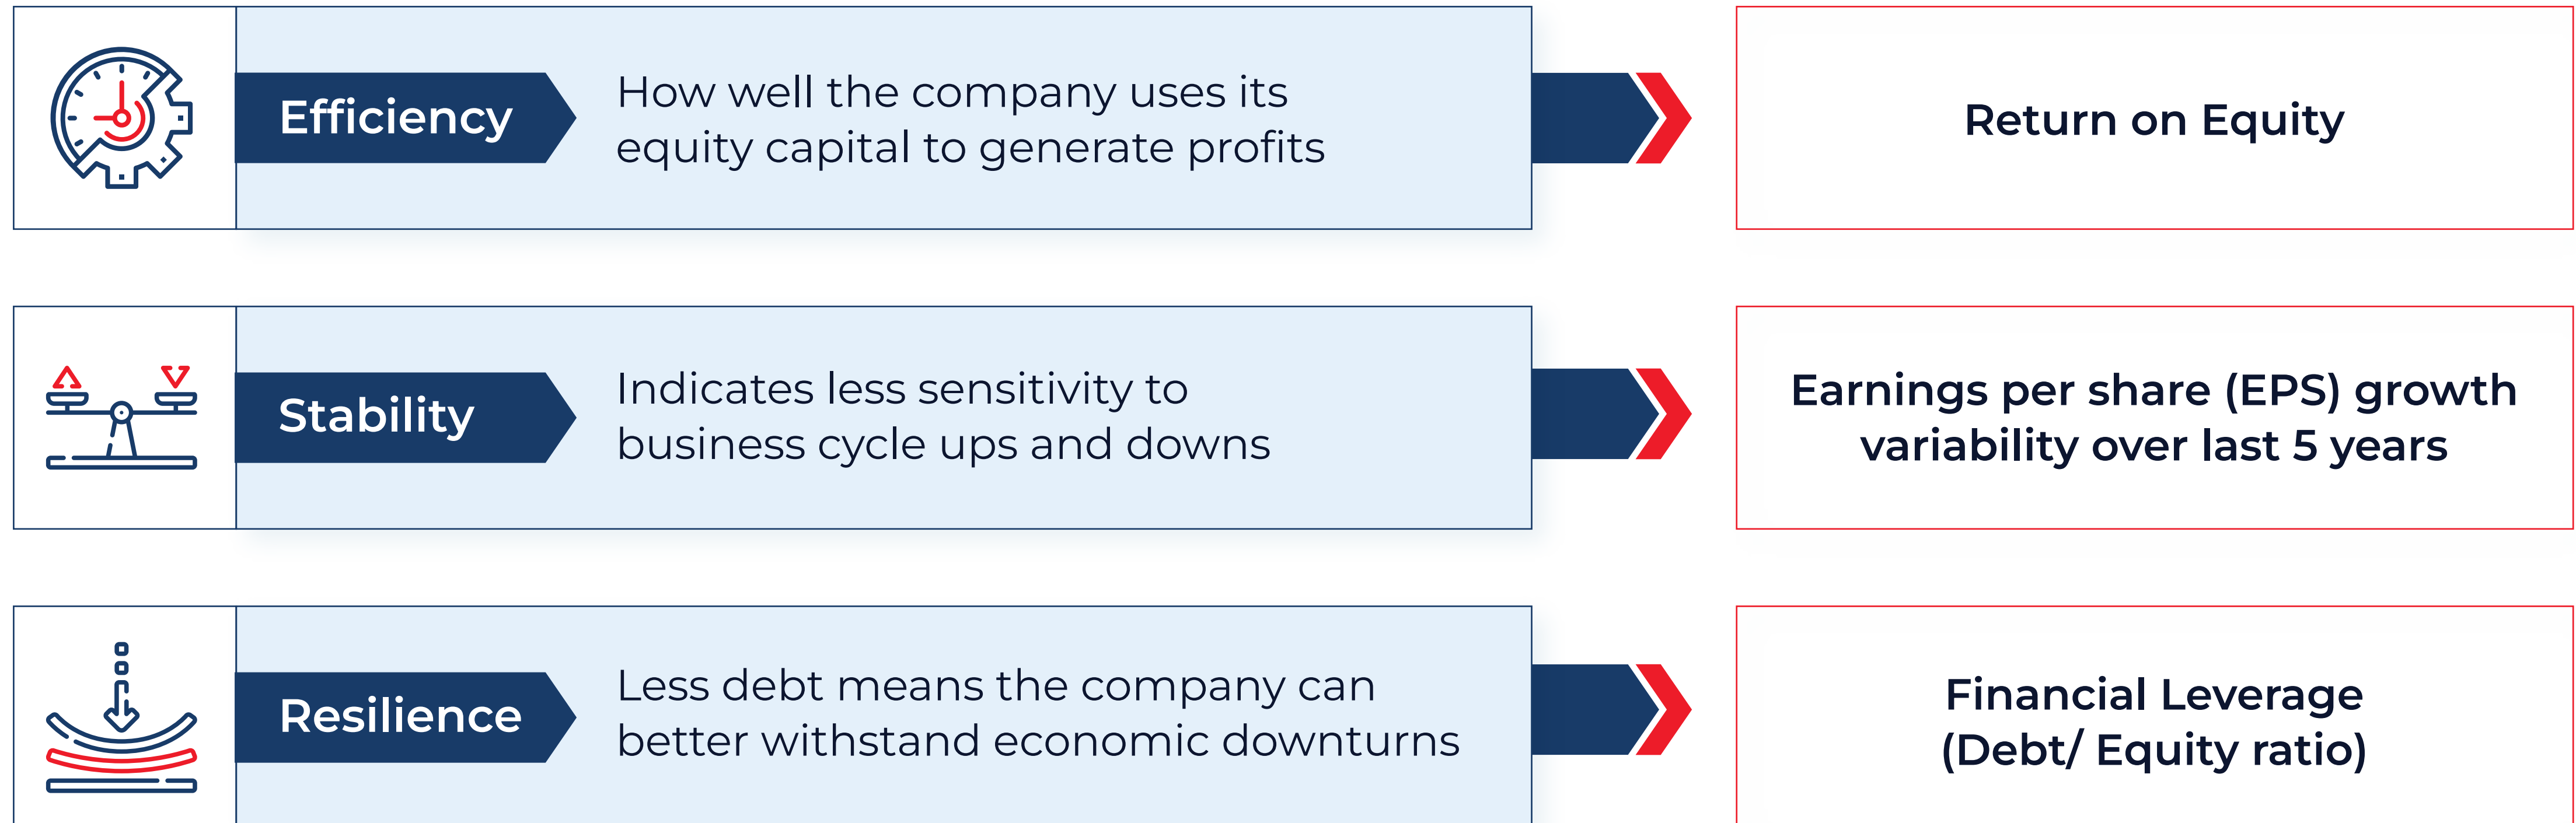 Efficiency
How well the company uses its
equity capital to generate profits
Return on Equity
Stability
Indicates less sensitivity to
business cycle ups and downs
Earnings per share (EPS) growth
variability over last 5 years
Resilience
Less debt means the company can
better withstand economic downturns
Financial Leverage
(Debt/ Equity ratio)